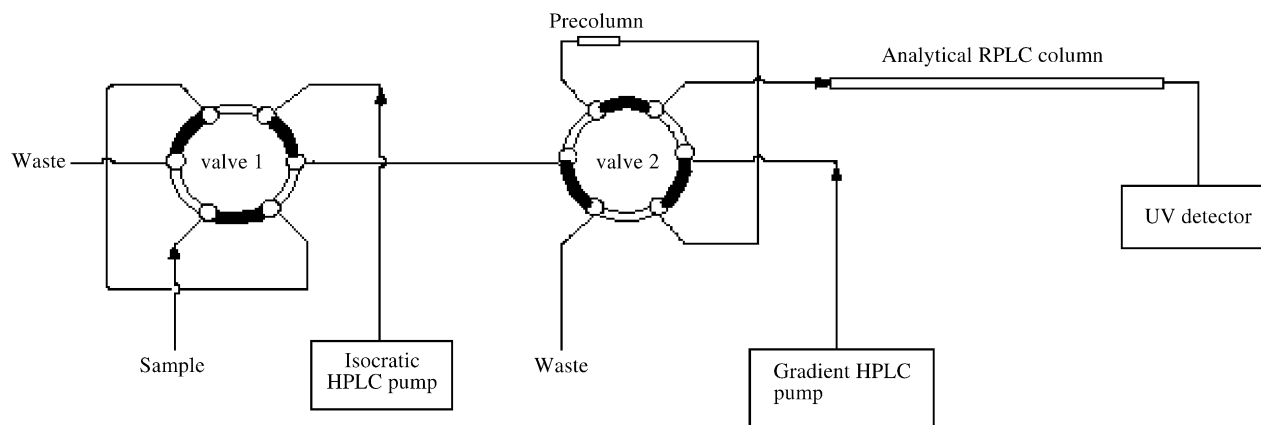 Precolumn
Analytical RPLC column
Waste
valve 1
valve 2
UV detector
Sample
Isocratic
HPLC pump
Waste
Gradient HPLC
pump